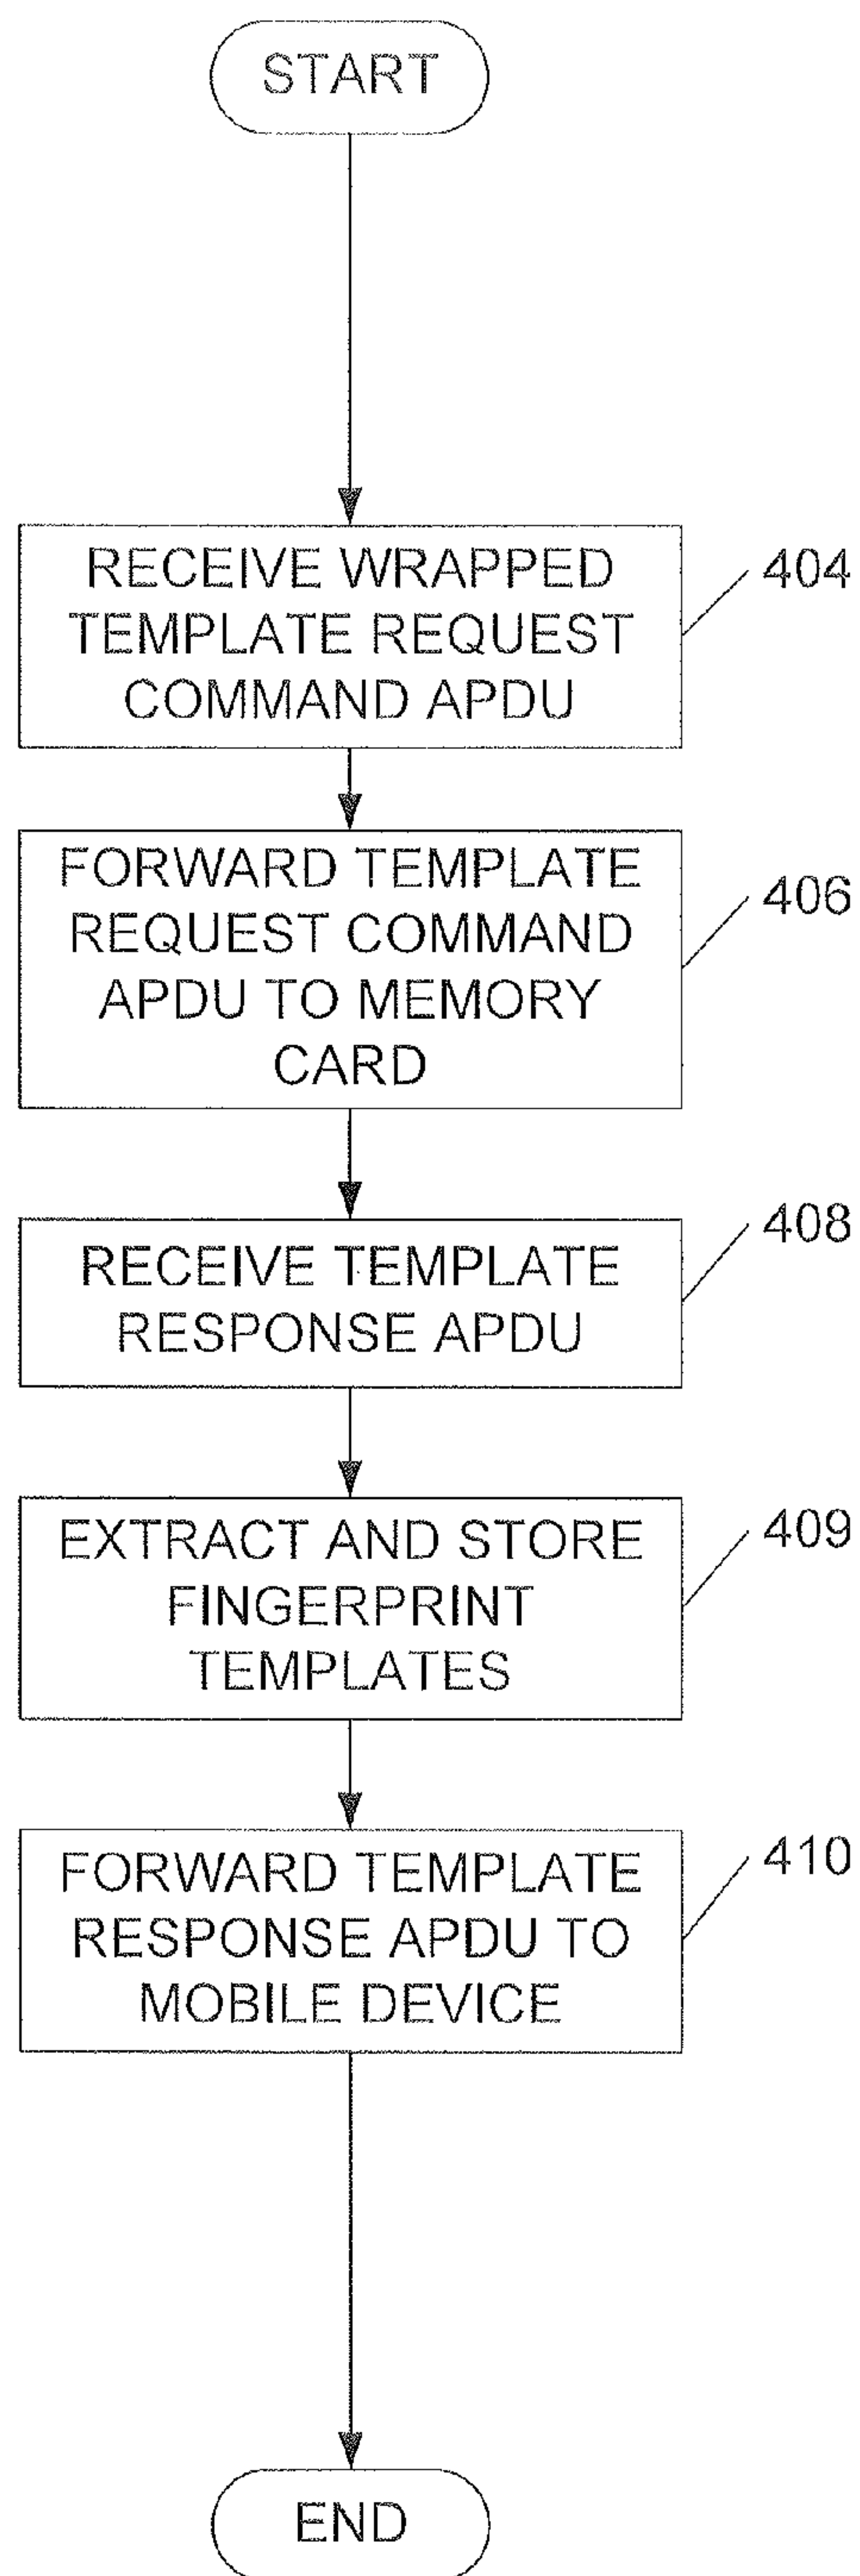 START
RECEIVE WRAPPED
TEMPLATE REQUEST
COMMAND APDU
404
FORWARD TEMPLATE
REQUEST COMMAND
APDU TO MEMORY
CARD
406
RECEIVE TEMPLATE
RESPONSE APDU
408
EXTRACT AND STORE
FINGERPRINT
TEMPLATES
409
FORWARD TEMPLATE
RESPONSE APDU TO
MOBILE DEVICE
410
END